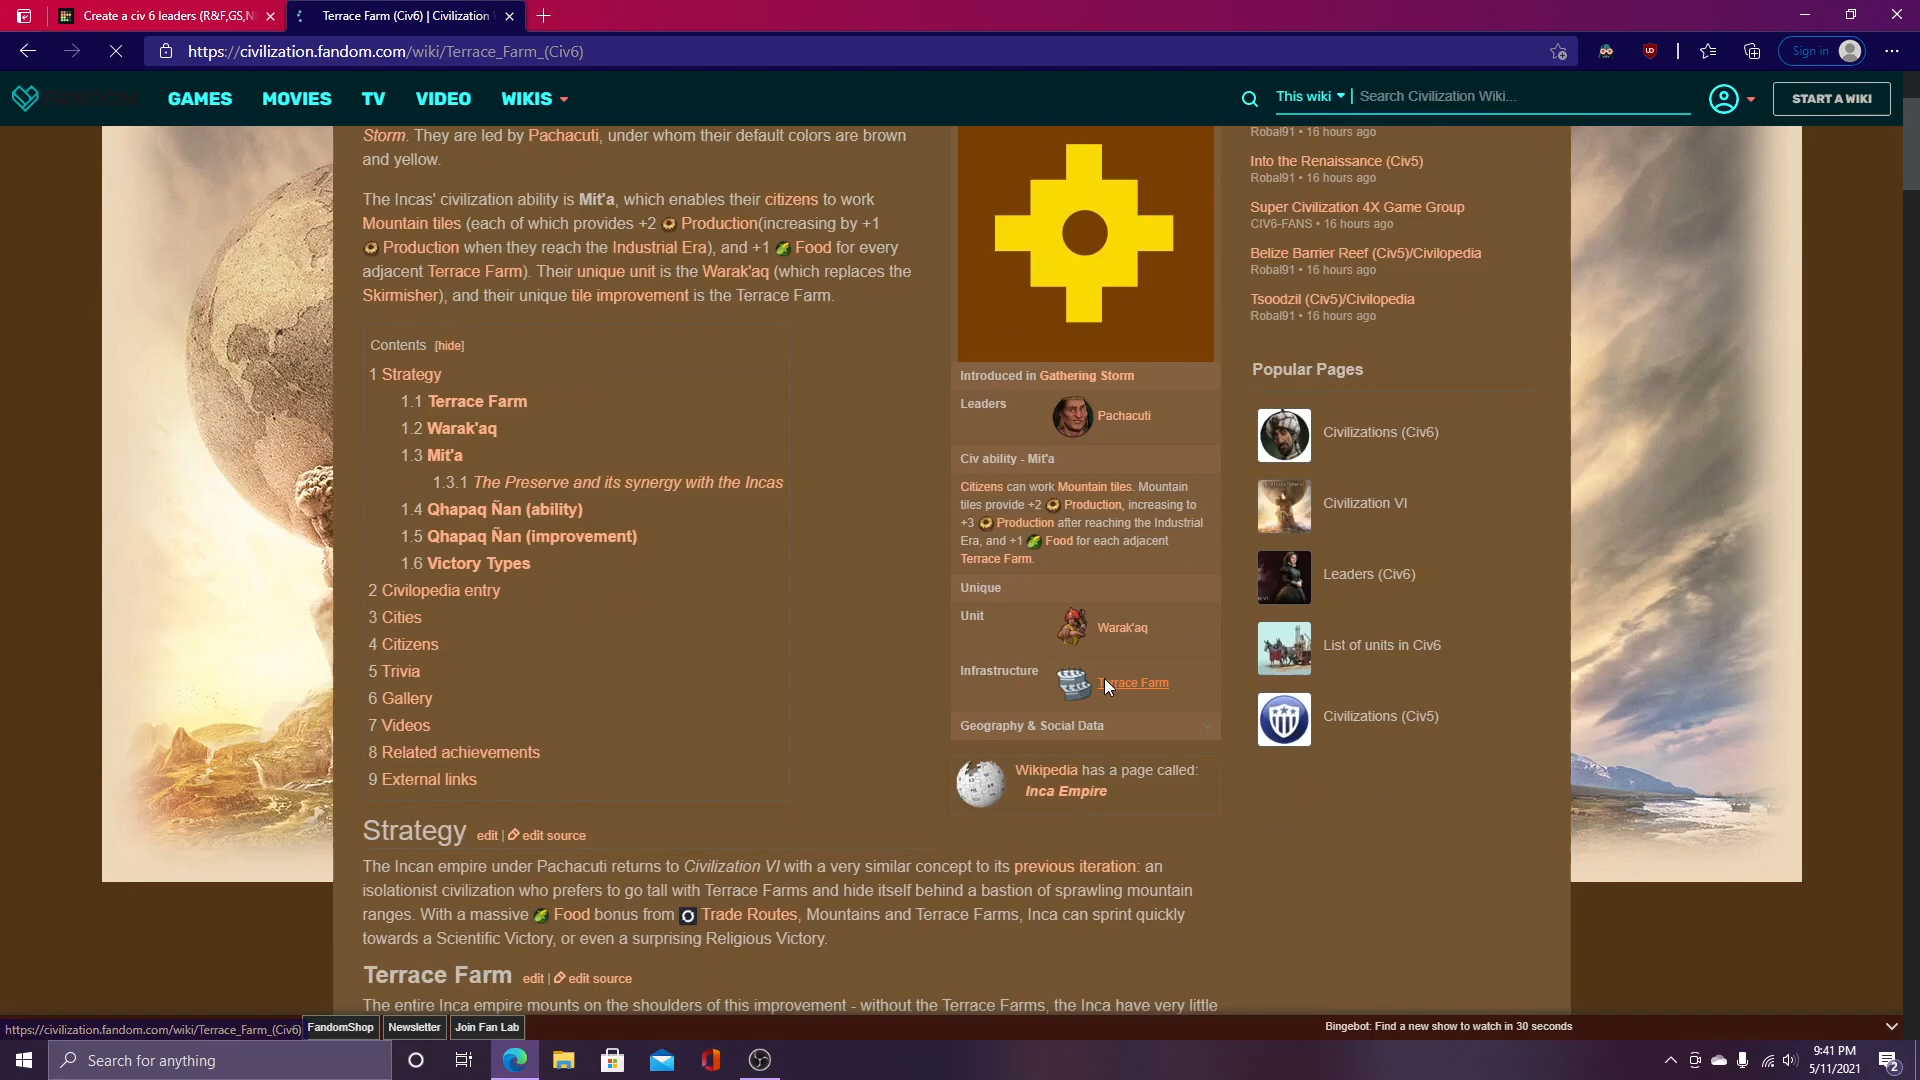 Create a civ 6 leaders (R&F,GS,N
Terrace Farm (Civ6) | Civilization
https://civilization.fandom.com/wiki/Terrace_Farm_(Civ6)
Sign in
GAMES MOVIES TV VIDEO WIKIS
This wiki
Search Civilization Wiki...
START A WIKI
Storm. They are led by Pachacuti, under whom their default colors are brown
and yellow.
The Incas' civilization ability is Mit'a, which enables their citizens to work
Mountain tiles (each of which provides +2 Production(increasing by +1
Production when they reach the Industrial Era), and +1 Food for every
adjacent Terrace Farm). Their unique unit is the Warak'aq (which replaces the
Skirmisher), and their unique tile improvement is the Terrace Farm.
Contents [hide]
1 Strategy
1.1 Terrace Farm
1.2 Warak'aq
1.3 Mit'a
1.3.1 The Preserve and its synergy with the Incas
1.4 Qhapaq Ñan (ability)
1.5 Qhapaq Ñan (improvement)
1.6 Victory Types
2 Civilopedia entry
3 Cities
4 Citizens
5 Trivia
6 Gallery
7 Videos
8 Related achievements
9 External links
Strategy edit | edit source
The Incan empire under Pachacuti returns to Civilization VI with a very similar concept to its previous iteration: an
isolationist civilization who prefers to go tall with Terrace Farms and hide itself behind a bastion of sprawling mountain
ranges. With a massive Food bonus from Trade Routes, Mountains and Terrace Farms, Inca can sprint quickly
towards a Scientific Victory, or even a surprising Religious Victory.
Terrace Farm edit | edit source
The entire Inca empire mounts on the shoulders of this improvement - without the Terrace Farms, the Inca have very little
Introduced in Gathering Storm
Leaders
Pachacuti
Civ ability - Mit'a
Citizens can work Mountain tiles. Mountain
tiles provide +2 Production, increasing to
+3 Production after reaching the Industrial
Era, and +1 Food for each adjacent
Terrace Farm.
Unique
Unit
Warak'aq
Infrastructure
Terrace Farm
Geography & Social Data
Wikipedia has a page called:
Inca Empire
Robal91 • 16 hours ago
Into the Renaissance (Civ5)
Robal91 • 16 hours ago
Super Civilization 4X Game Group
CIV6-FANS • 16 hours ago
Belize Barrier Reef (Civ5)/Civilopedia
Robal91 • 16 hours ago
Tsoodzil (Civ5)/Civilopedia
Robal91 • 16 hours ago
Popular Pages
Civilizations (Civ6)
Civilization VI
Leaders (Civ6)
List of units in Civ6
Civilizations (Civ5)
https://civilization.fandom.com/wiki/Terrace_Farm_(Civ6)
FandomShop
Newsletter
Join Fan Lab
Bingebot: Find a new show to watch in 30 seconds
Search for anything
9:41 PM
5/11/2021
2